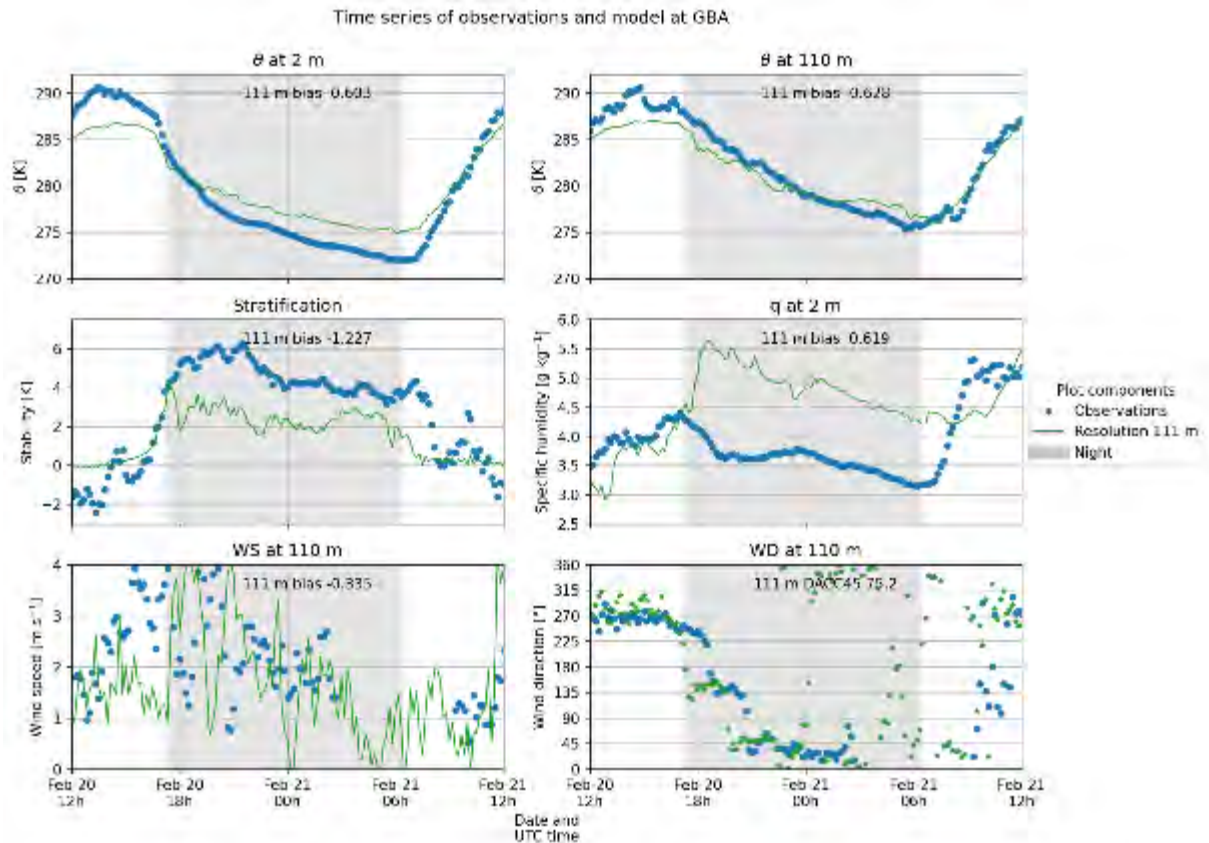 Time series of observations and model at GBA
θ at 2 m
θ at 110 m
111 m bias 0.603
111 m bias -0.628
θ [K]
θ [K]
290
285
280
275
270
290
285
280
275
270
Stratification
q at 2 m
111 m bias -1.227
111 m bias 0.619
Stability [K]
Specific humidity [g kg⁻¹]
6
4
2
0
−2
6.0
5.5
5.0
4.5
4.0
3.5
3.0
2.5
Plot components
Observations
Resolution 111 m
Night
WS at 110 m
WD at 110 m
111 m bias -0.335
111 m DACC45 75.2
Wind speed [m s⁻¹]
Wind direction [°]
4
3
2
1
0
360
315
270
225
180
135
90
45
0
Feb 20 12h
Feb 20 18h
Feb 21 00h
Feb 21 06h
Feb 21 12h
Feb 20 12h
Feb 20 18h
Feb 21 00h
Feb 21 06h
Feb 21 12h
Date and
UTC time